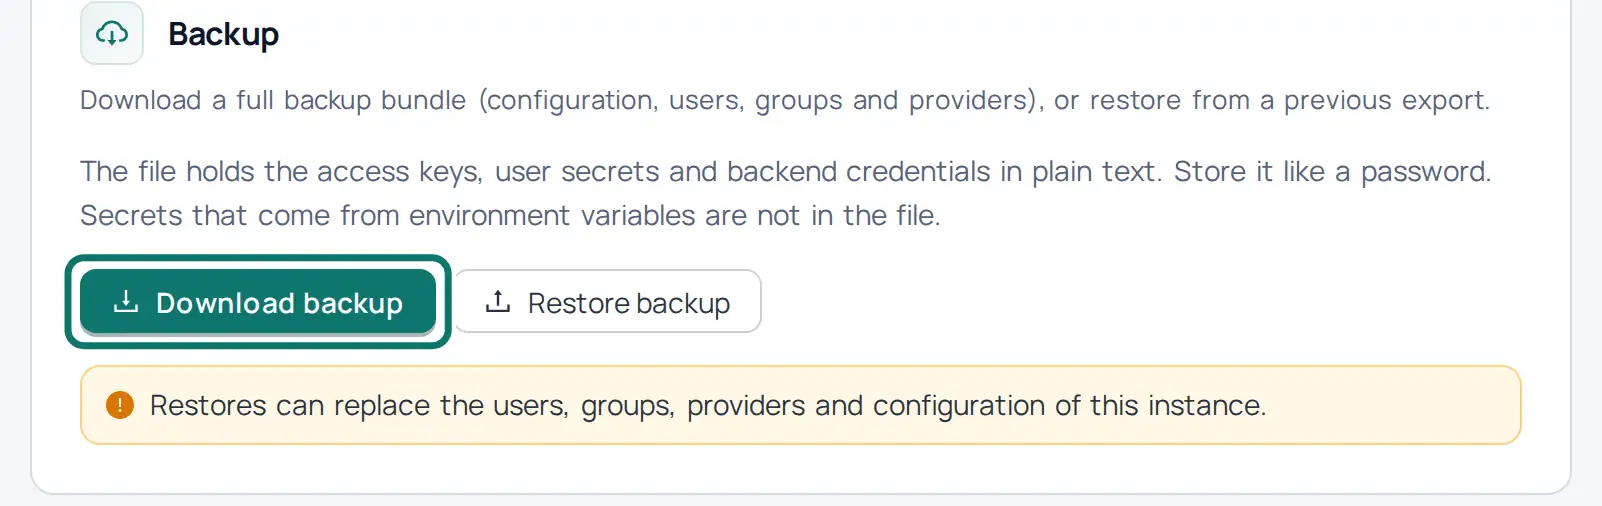 Backup
Download a full backup bundle (configuration, users, groups and providers), or restore from a previous export.
The file holds the access keys, user secrets and backend credentials in plain text. Store it like a password.
Secrets that come from environment variables are not in the file.
Download backup
Restore backup
Restores can replace the users, groups, providers and configuration of this instance.